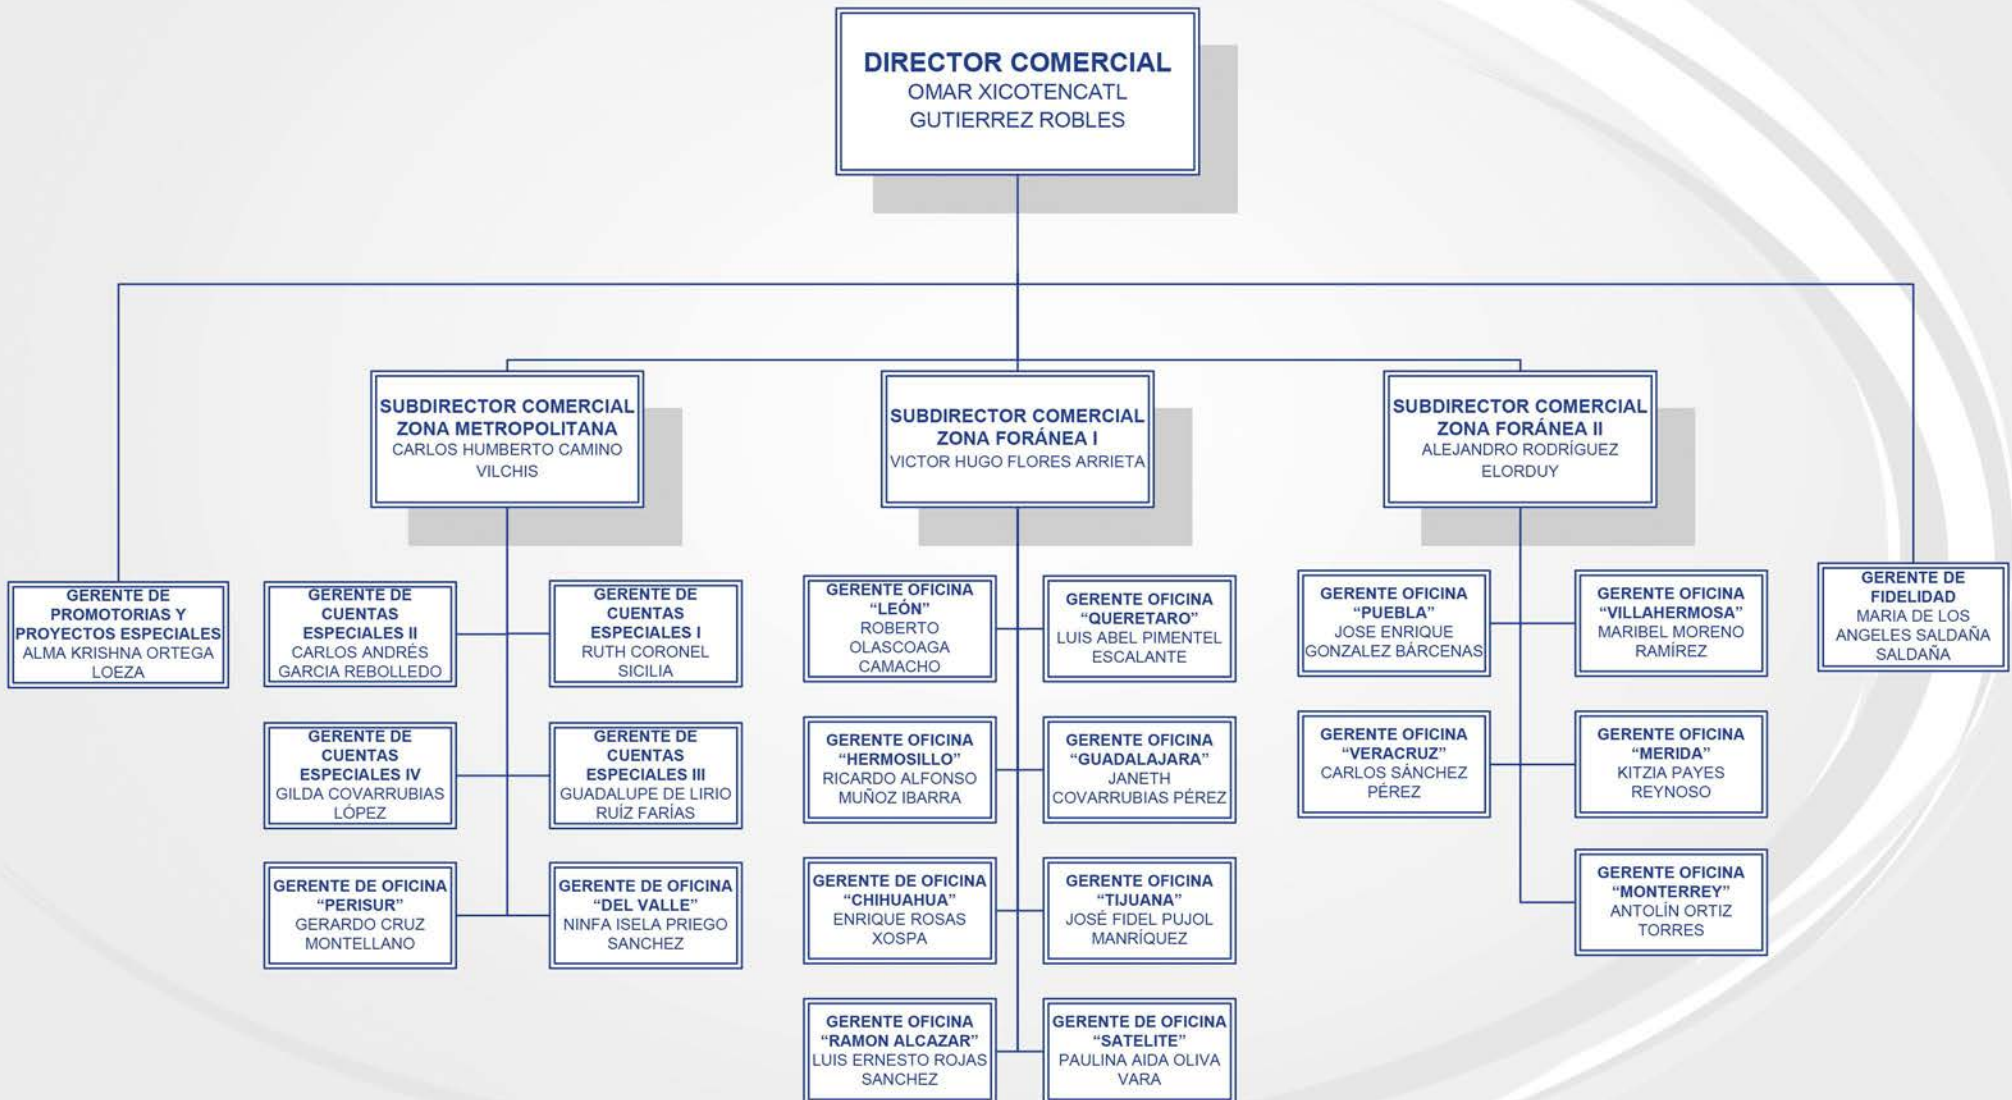 DIRECTOR COMERCIAL
OMAR XICOTENCATL
GUTIERREZ ROBLES
SUBDIRECTOR COMERCIAL
ZONA METROPOLITANA
CARLOS HUMBERTO CAMINO
VILCHIS
SUBDIRECTOR COMERCIAL
ZONA FORÁNEA I
VICTOR HUGO FLORES ARRIETA
SUBDIRECTOR COMERCIAL
ZONA FORÁNEA II
ALEJANDRO RODRÍGUEZ
ELORDUY
GERENTE DE
PROMOTORIAS Y
PROYECTOS ESPECIALES
ALMA KRISHNA ORTEGA
LOEZA
GERENTE DE
CUENTAS
ESPECIALES II
CARLOS ANDRÉS
GARCIA REBOLLEDO
GERENTE DE
CUENTAS
ESPECIALES I
RUTH CORONEL
SICILIA
GERENTE OFICINA
“LEÓN”
ROBERTO
OLASCOAGA
CAMACHO
GERENTE OFICINA
“QUERETARO”
LUIS ABEL PIMENTEL
ESCALANTE
GERENTE OFICINA
“PUEBLA”
JOSE ENRIQUE
GONZALEZ BÁRCENAS
GERENTE OFICINA
“VILLAHERMOSA”
MARIBEL MORENO
RAMÍREZ
GERENTE DE
FIDELIDAD
MARIA DE LOS
ANGELES SALDAÑA
SALDAÑA
GERENTE DE
CUENTAS
ESPECIALES IV
GILDA COVARRUBIAS
LÓPEZ
GERENTE DE
CUENTAS
ESPECIALES III
GUADALUPE DE LIRIO
RUÍZ FARÍAS
GERENTE OFICINA
“HERMOSILLO”
RICARDO ALFONSO
MUÑOZ IBARRA
GERENTE OFICINA
“GUADALAJARA”
JANETH
COVARRUBIAS PÉREZ
GERENTE OFICINA
“VERACRUZ”
CARLOS SÁNCHEZ
PÉREZ
GERENTE OFICINA
“MERIDA”
KITZIA PAYES
REYNOSO
GERENTE DE OFICINA
“PERISUR”
GERARDO CRUZ
MONTELLANO
GERENTE DE OFICINA
“DEL VALLE”
NINFA ISELA PRIEGO
SANCHEZ
GERENTE DE OFICINA
“CHIHUAHUA”
ENRIQUE ROSAS
XOSPA
GERENTE OFICINA
“TIJUANA”
JOSÉ FIDEL PUJOL
MANRÍQUEZ
GERENTE OFICINA
“MONTERREY”
ANTOLÍN ORTIZ
TORRES
GERENTE OFICINA
“RAMON ALCAZAR”
LUIS ERNESTO ROJAS
SANCHEZ
GERENTE DE OFICINA
“SATELITE”
PAULINA AIDA OLIVA
VARA